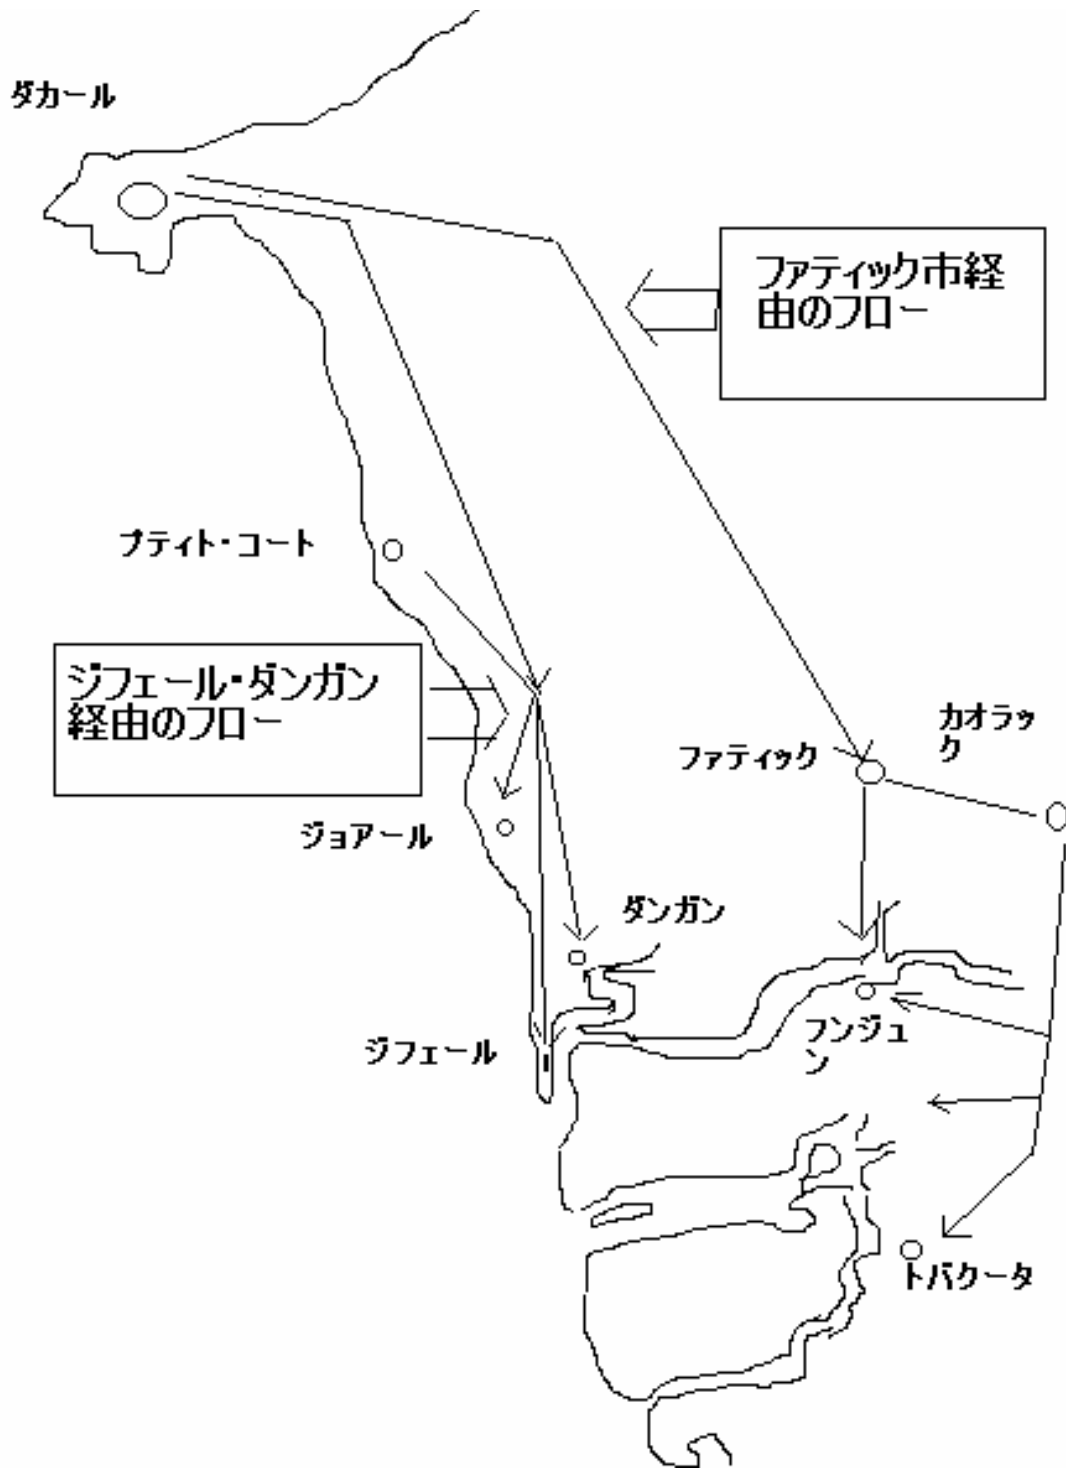 ダカール
ファティック市経
由のフロー
プティト・コート
ジフェール・ダンガン
経由のフロー
カオラッ
ク
ファティック
ジョアール
ダンガン
フンジュ
ン
ジフェール
トバクータ